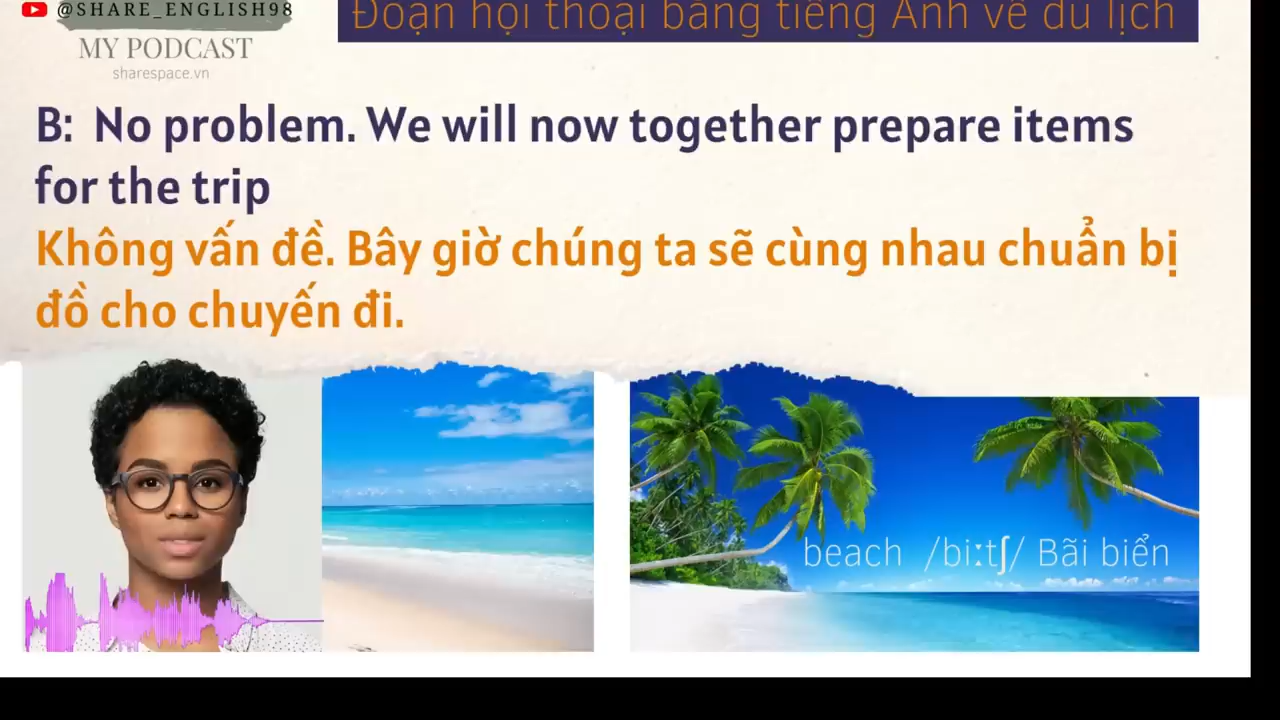 @SHARE_ENGLISH98
MY PODCAST
sharespace.vn
Đoạn hội thoại bằng tiếng Anh về du lịch
B: No problem. We will now together prepare items
for the trip
Không vấn đề. Bây giờ chúng ta sẽ cùng nhau chuẩn bị
đồ cho chuyến đi.
beach /biːtʃ/ Bãi biển